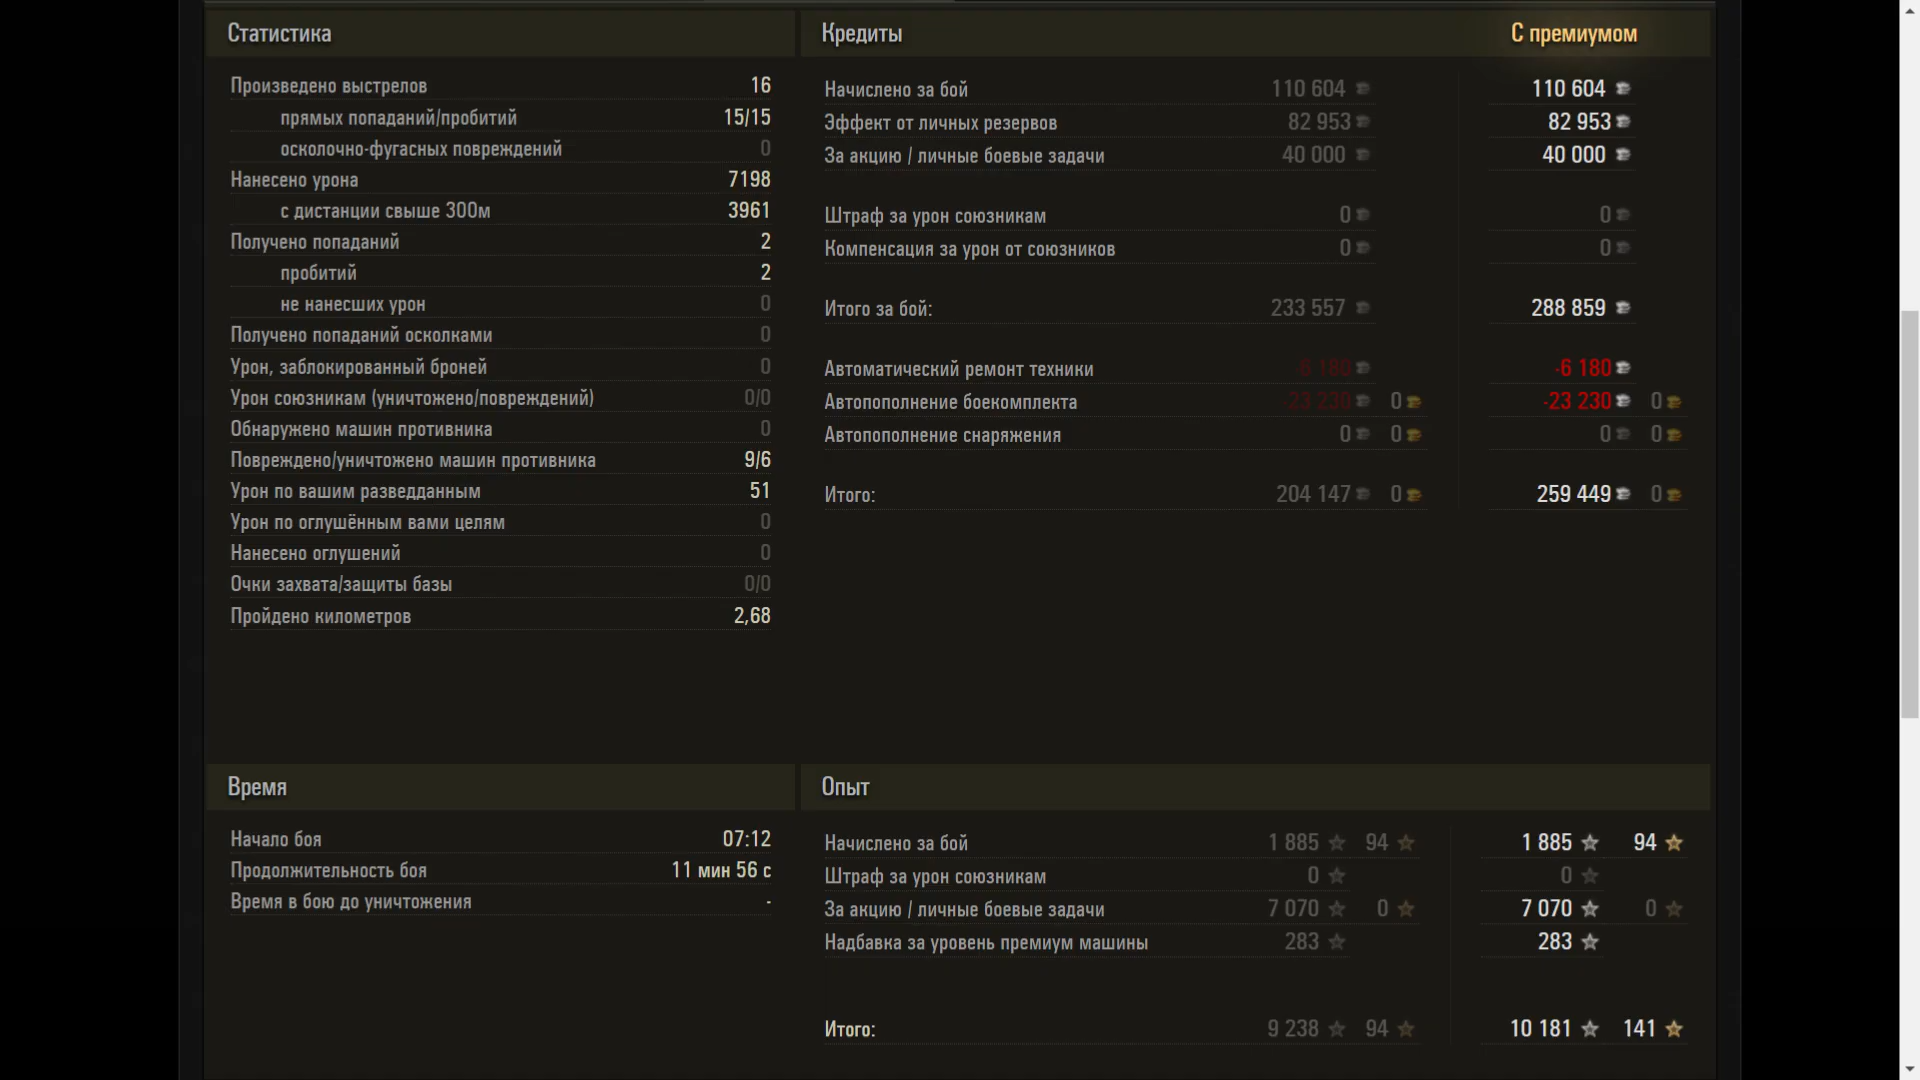 Статистика
Произведено выстрелов 16
прямых попаданий/пробитий 15/15
осколочно-фугасных повреждений 0
Нанесено урона 7198
с дистанции свыше 300м 3961
Получено попаданий 2
пробитий 2
не нанесших урон 0
Получено попаданий осколками 0
Урон, заблокированный броней 0
Урон союзникам (уничтожено/повреждений) 0/0
Обнаружено машин противника 0
Повреждено/уничтожено машин противника 9/6
Урон по вашим разведданным 51
Урон по оглушённым вами целям 0
Нанесено оглушений 0
Очки захвата/защиты базы 0/0
Пройдено километров 2,68
Кредиты С премиумом
Начислено за бой 110 604 110 604
Эффект от личных резервов 82 953 82 953
За акцию / личные боевые задачи 40 000 40 000
Штраф за урон союзникам 0 0
Компенсация за урон от союзников 0 0
Итого за бой: 233 557 288 859
Автоматический ремонт техники -6 180 -6 180
Автопополнение боекомплекта -23 230 0 -23 230 0
Автопополнение снаряжения 0 0 0 0
Итого: 204 147 0 259 449 0
Время
Начало боя 07:12
Продолжительность боя 11 мин 56 с
Время в бою до уничтожения -
Опыт
Начислено за бой 1 885 94 1 885 94
Штраф за урон союзникам 0 0
За акцию / личные боевые задачи 7 070 0 7 070 0
Надбавка за уровень премиум машины 283 283
Итого: 9 238 94 10 181 141